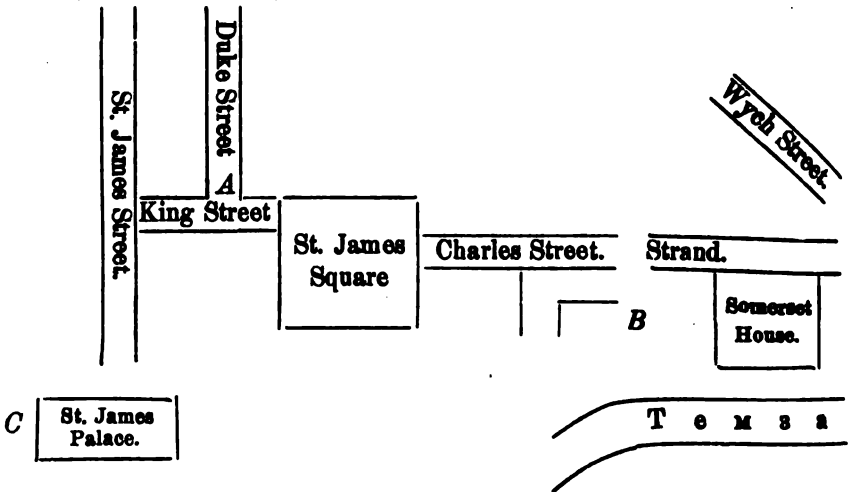 Duke Street
St. James Street.
Wych Street.
A
King Street
St. James
Square
Charles Street.
Strand.
Somerset
House.
B
C
St. James
Palace.
Темза